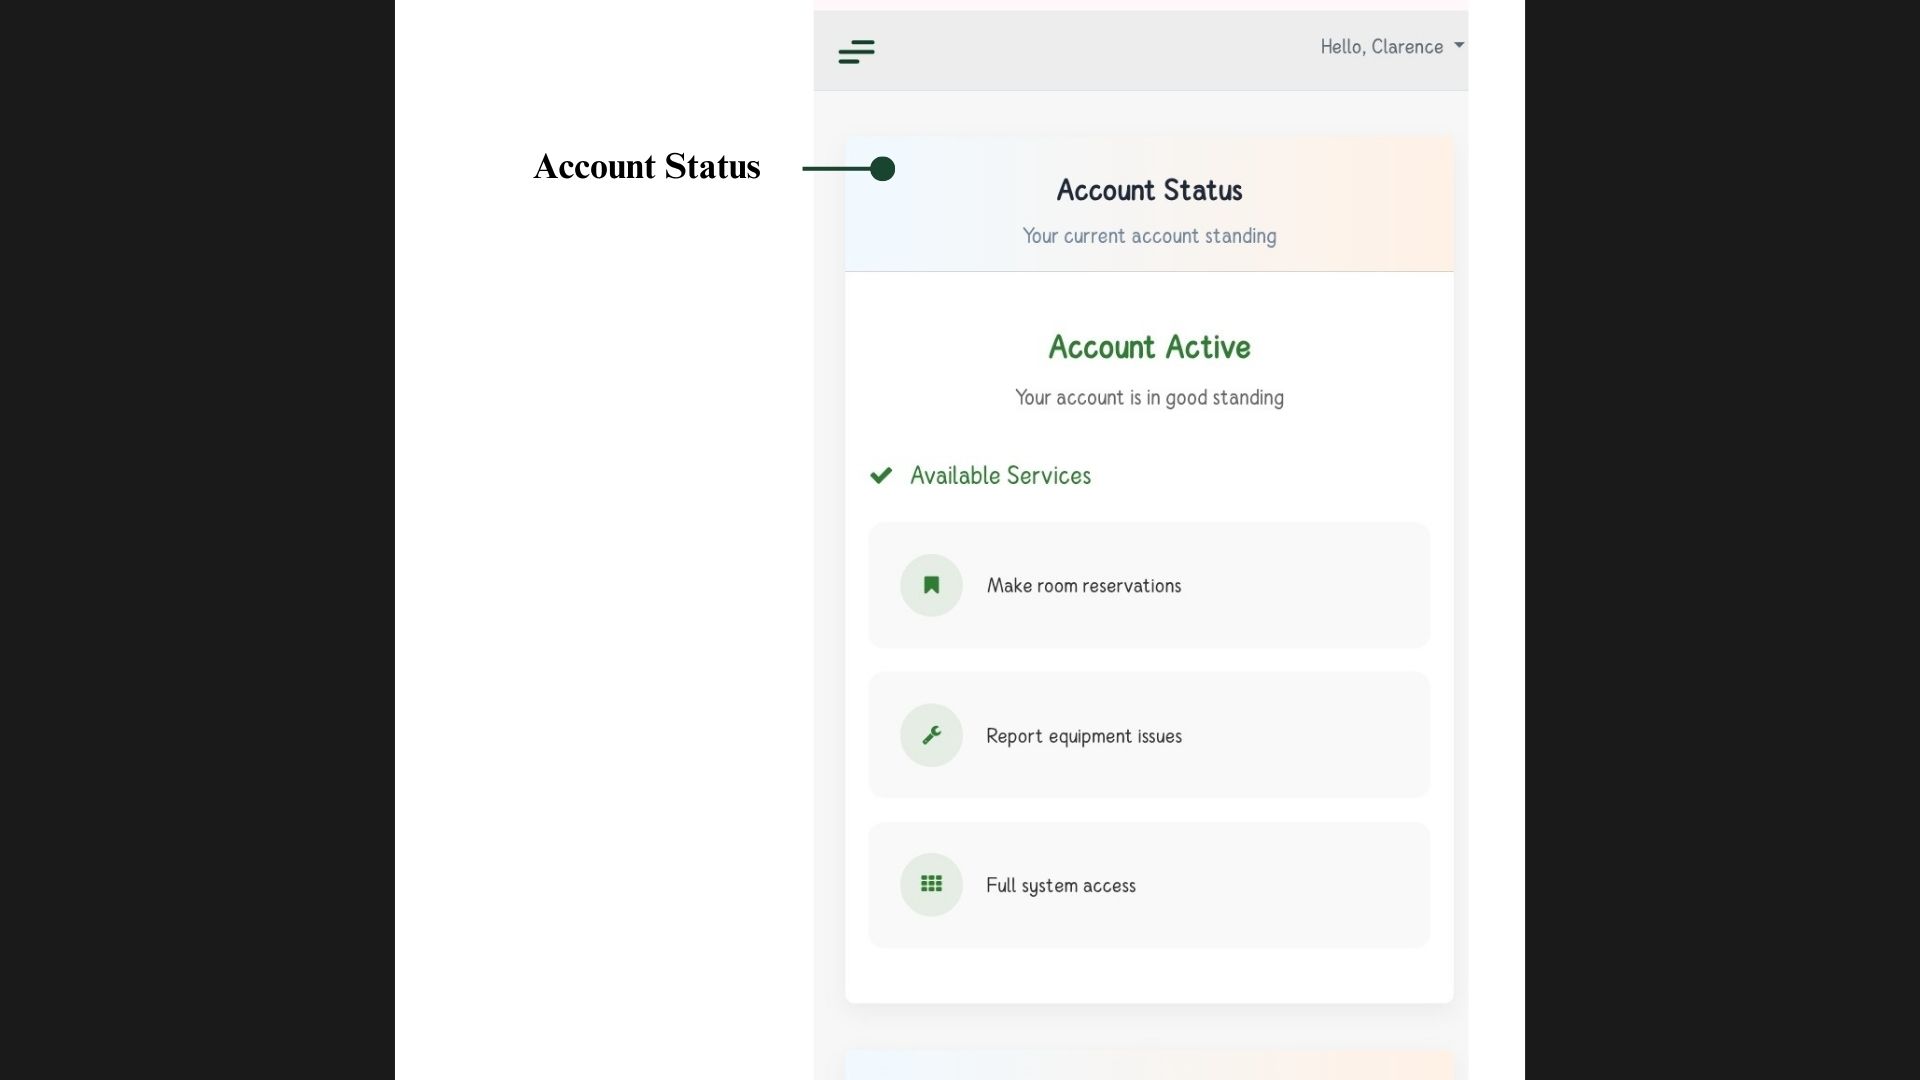 Hello, Clarence
Account Status
Account Status
Your current account standing
Account Active
Your account is in good standing
Available Services
Make room reservations
Report equipment issues
Full system access